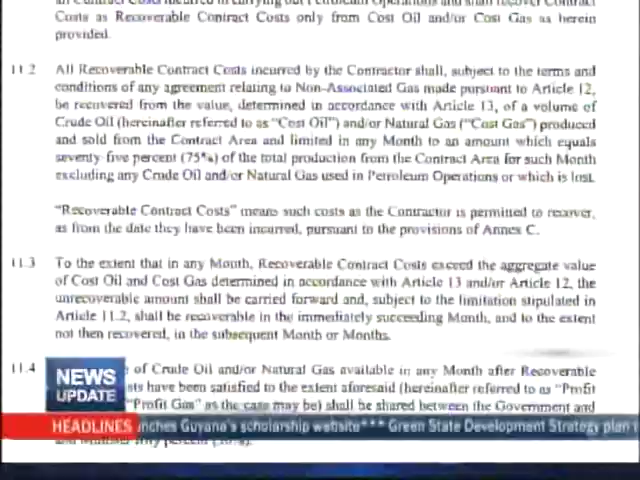 an Contract Costs incurred in carrying out Petroleum Operations and shall recover Contract
Costs as Recoverable Contract Costs only from Cost Oil and/or Cost Gas as herein
provided.
11.2 All Recoverable Contract Costs incurred by the Contractor shall, subject to the terms and
conditions of any agreement relating to Non-Associated Gas made pursuant to Article 12,
be recovered from the value, determined in accordance with Article 13, of a volume of
Crude Oil (hereinafter referred to as "Cost Oil") and/or Natural Gas ("Cost Gas") produced
and sold from the Contract Area and limited in any Month to an amount which equals
seventy five percent (75%) of the total production from the Contract Area for such Month
excluding any Crude Oil and/or Natural Gas used in Petroleum Operations or which is lost.
"Recoverable Contract Costs" means such costs as the Contractor is permitted to recover,
as from the date they have been incurred, pursuant to the provisions of Annex C.
11.3 To the extent that in any Month, Recoverable Contract Costs exceed the aggregate value
of Cost Oil and Cost Gas determined in accordance with Article 13 and/or Article 12, the
unrecoverable amount shall be carried forward and, subject to the limitation stipulated in
Article 11.2, shall be recoverable in the immediately succeeding Month, and to the extent
not then recovered, in the subsequent Month or Months.
11.4 of Crude Oil and/or Natural Gas available in any Month after Recoverable
sts have been satisfied to the extent aforesaid (hereinafter referred to as "Profit
"Profit Gas" as the case may be) shall be shared between the Government and
NEWS
UPDATE
HEADLINES nches Guyana's scholarship website*** Green State Development Strategy plan